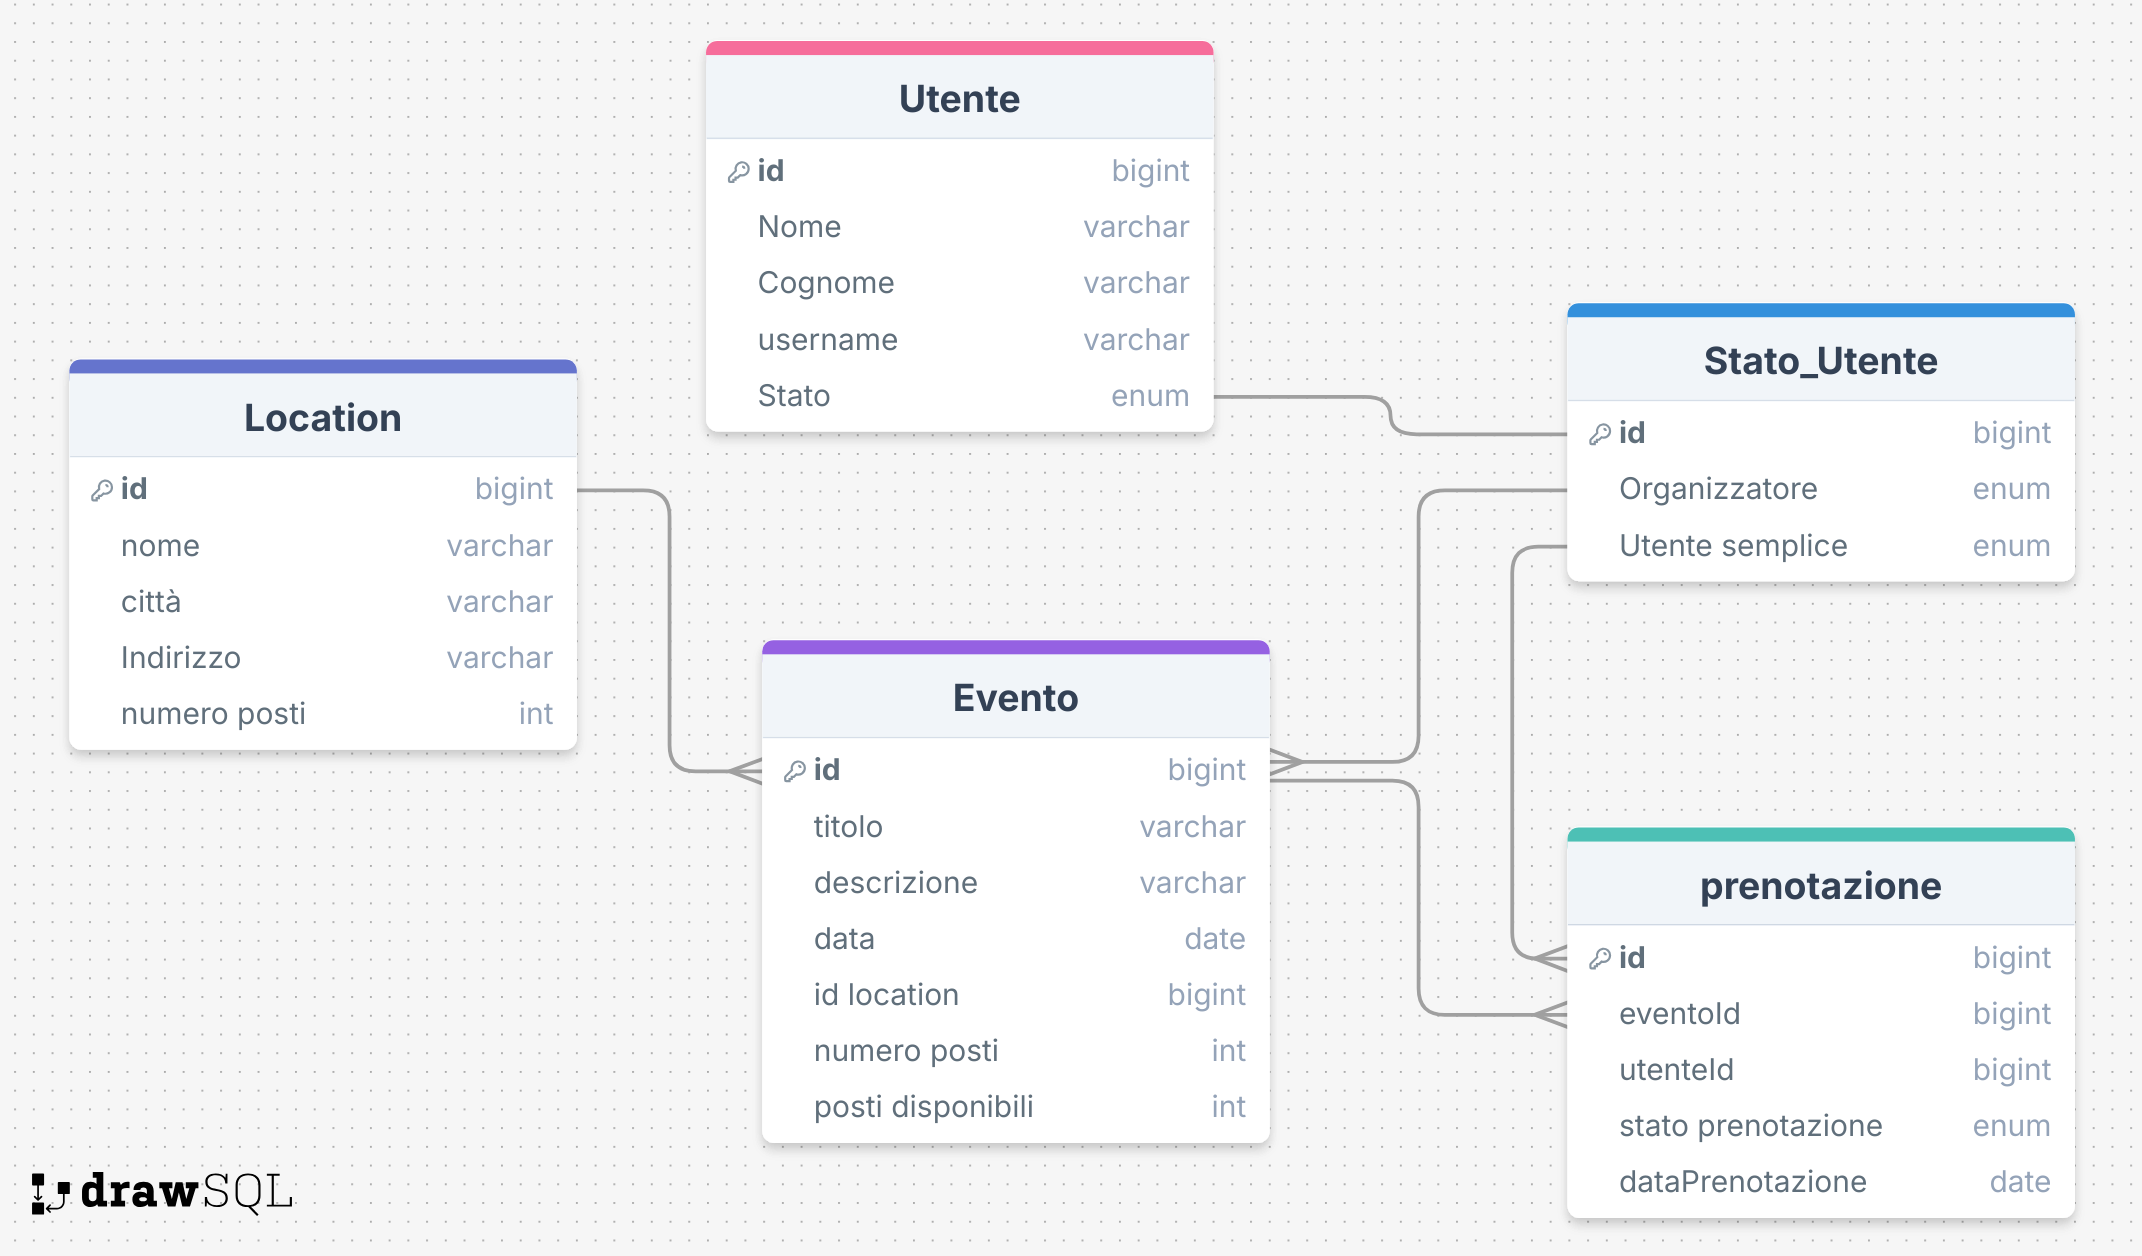 Utente
id bigint
Nome varchar
Cognome varchar
username varchar
Stato enum
Stato_Utente
id bigint
Organizzatore enum
Utente semplice enum
Location
id bigint
nome varchar
città varchar
Indirizzo varchar
numero posti int
Evento
id bigint
titolo varchar
descrizione varchar
data date
id location bigint
numero posti int
posti disponibili int
prenotazione
id bigint
eventoId bigint
utenteId bigint
stato prenotazione enum
dataPrenotazione date
drawSQL